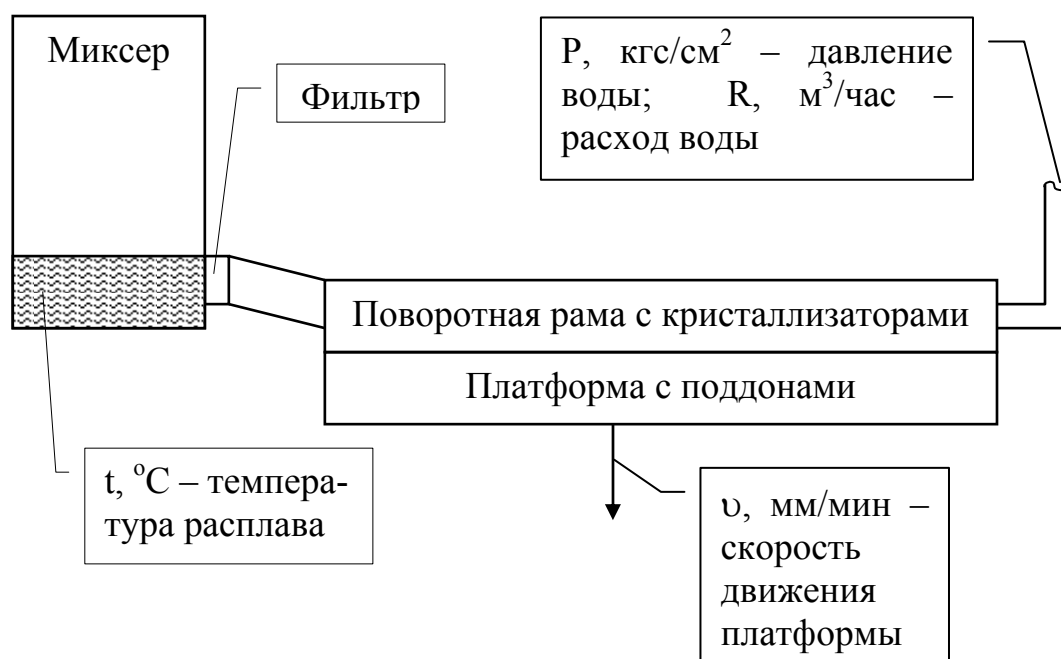 Миксер
Фильтр
P, кгс/см² – давление
воды; R, м³/час –
расход воды
Поворотная рама с кристаллизаторами
Платформа с поддонами
t, °C – темпера-
тура расплава
υ, мм/мин –
скорость
движения
платформы